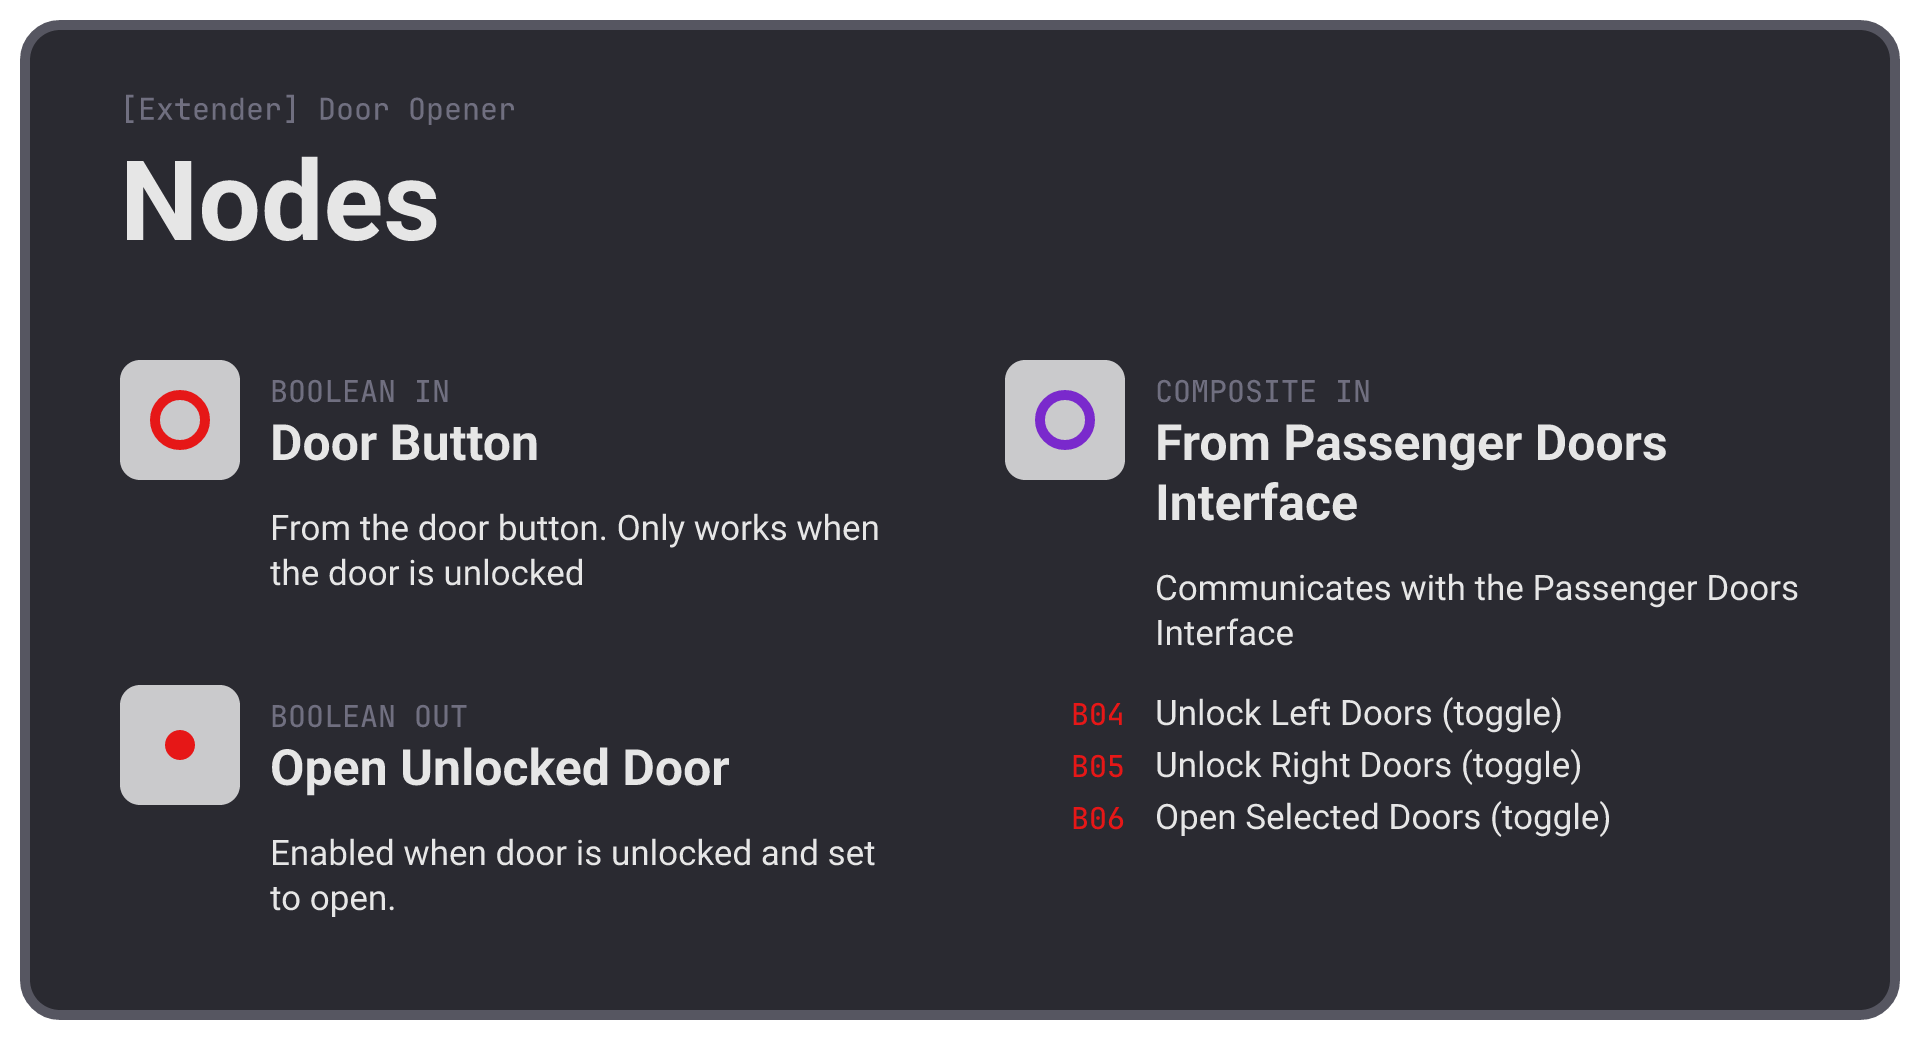 [Extender] Door Opener
Nodes
BOOLEAN IN
Door Button
From the door button. Only works when
the door is unlocked
BOOLEAN OUT
Open Unlocked Door
Enabled when door is unlocked and set
to open.
COMPOSITE IN
From Passenger Doors
Interface
Communicates with the Passenger Doors
Interface
B04 Unlock Left Doors (toggle)
B05 Unlock Right Doors (toggle)
B06 Open Selected Doors (toggle)